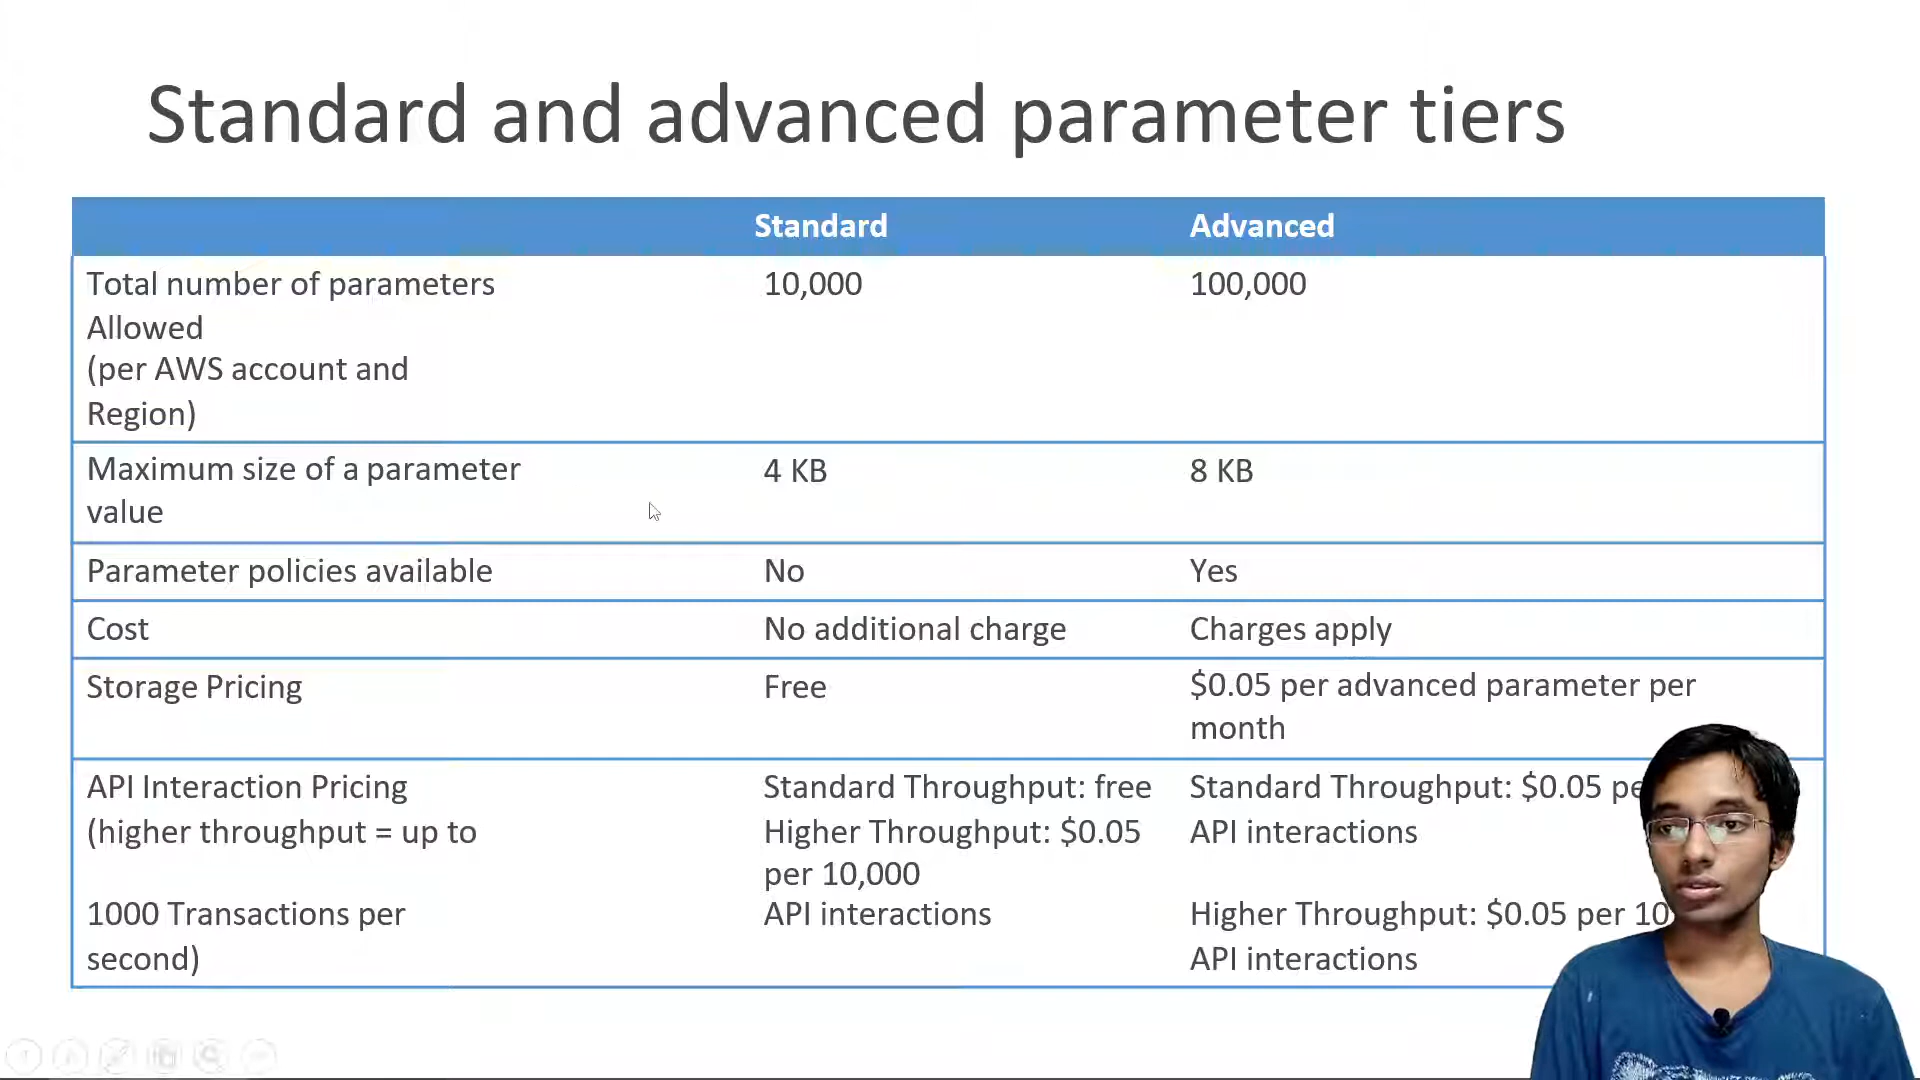 Standard and advanced parameter tiers
Standard Advanced
Total number of parameters 10,000 100,000
Allowed
(per AWS account and
Region)
Maximum size of a parameter 4 KB 8 KB
value
Parameter policies available No Yes
Cost No additional charge Charges apply
Storage Pricing Free $0.05 per advanced parameter per
month
API Interaction Pricing Standard Throughput: free Standard Throughput: $0.05
(higher throughput = up to Higher Throughput: $0.05 API interactions
per 10,000
1000 Transactions per API interactions Higher Throughput: $0.05 per
second) API interactions